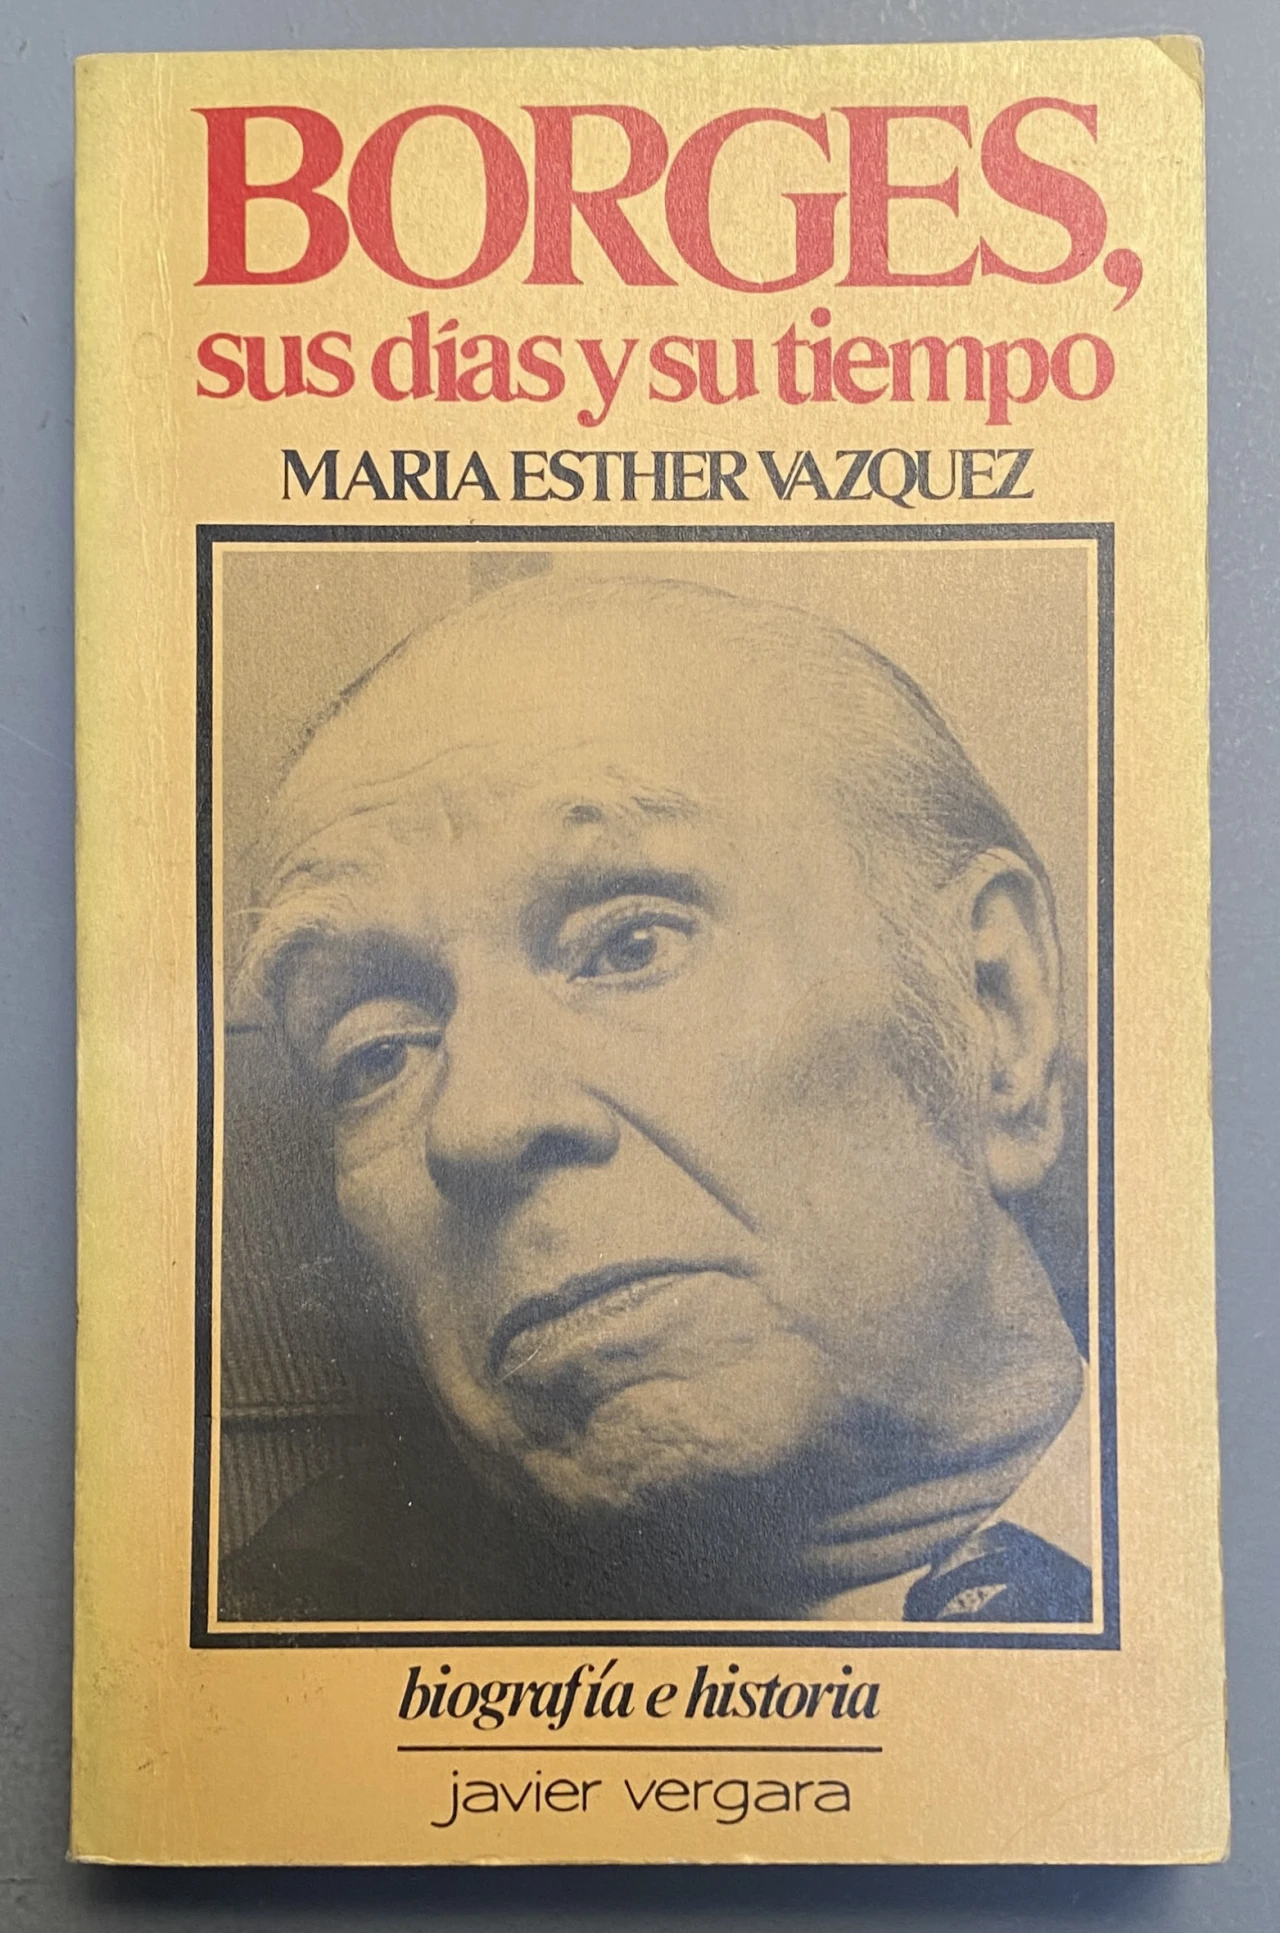 BORGES,
sus días y su tiempo
MARIA ESTHER VAZQUEZ
biografía e historia
javier vergara